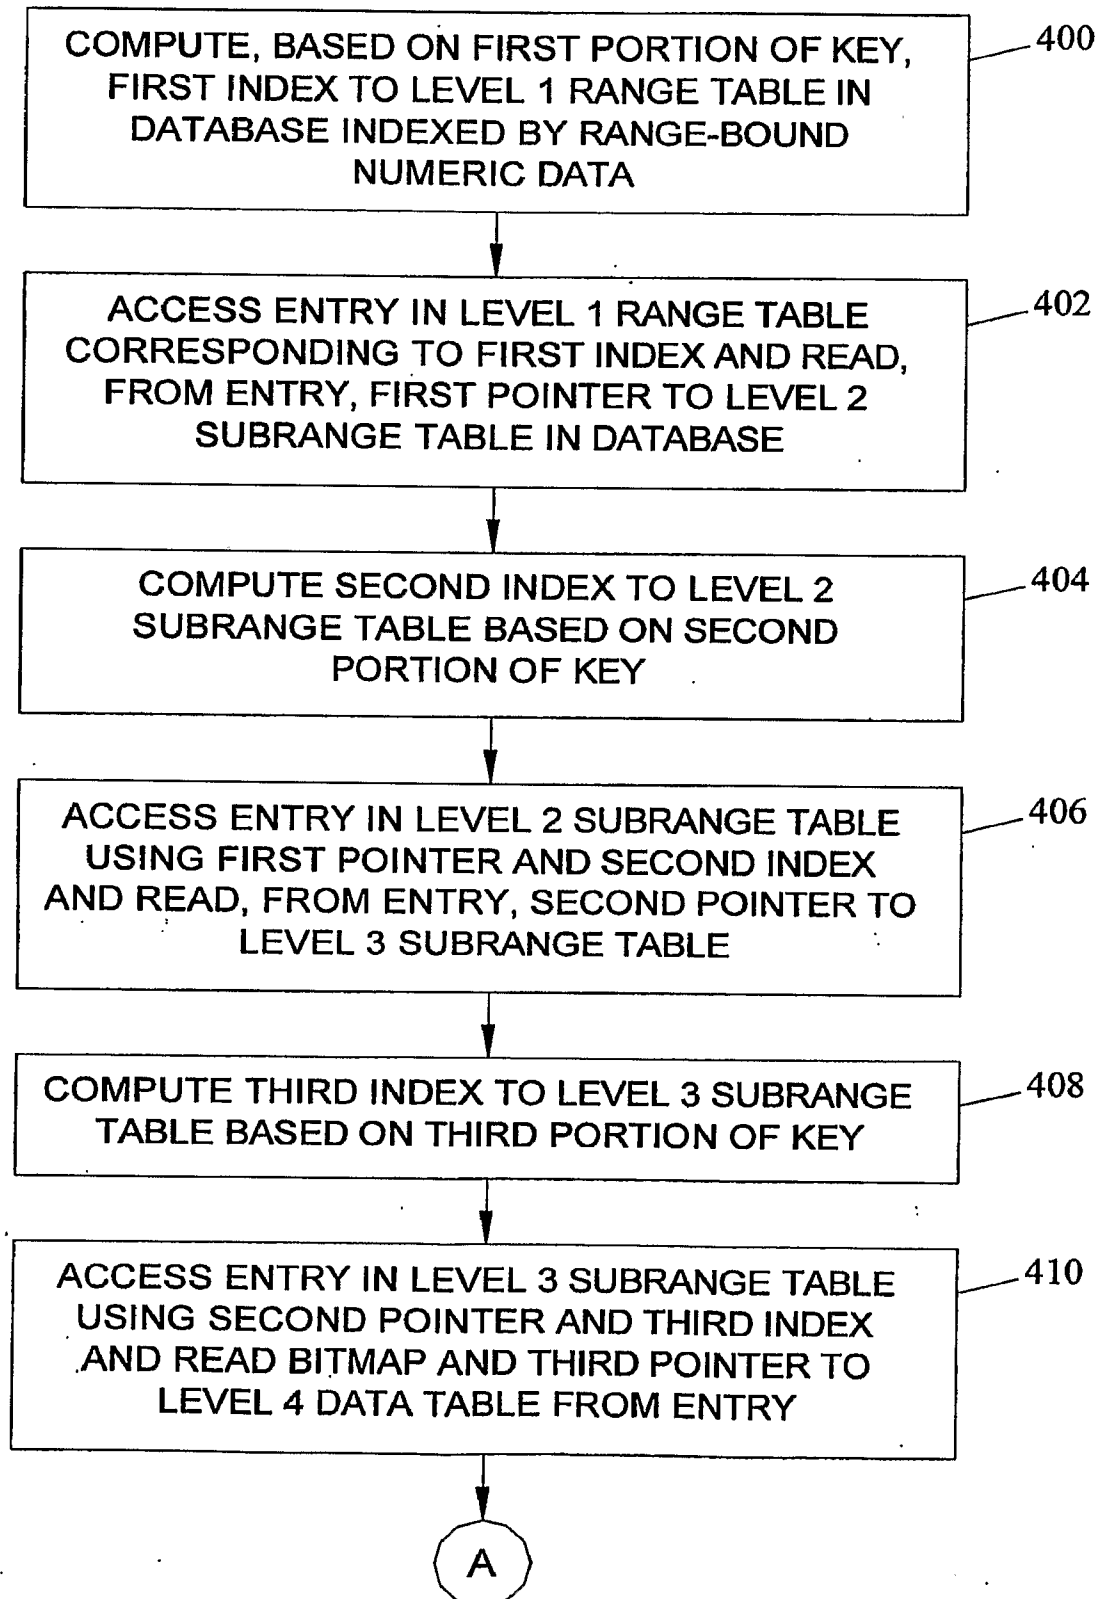 COMPUTE, BASED ON FIRST PORTION OF KEY,
FIRST INDEX TO LEVEL 1 RANGE TABLE IN
DATABASE INDEXED BY RANGE-BOUND
NUMERIC DATA
400
ACCESS ENTRY IN LEVEL 1 RANGE TABLE
CORRESPONDING TO FIRST INDEX AND READ,
FROM ENTRY, FIRST POINTER TO LEVEL 2
SUBRANGE TABLE IN DATABASE
402
COMPUTE SECOND INDEX TO LEVEL 2
SUBRANGE TABLE BASED ON SECOND
PORTION OF KEY
404
ACCESS ENTRY IN LEVEL 2 SUBRANGE TABLE
USING FIRST POINTER AND SECOND INDEX
AND READ, FROM ENTRY, SECOND POINTER TO
LEVEL 3 SUBRANGE TABLE
406
COMPUTE THIRD INDEX TO LEVEL 3 SUBRANGE
TABLE BASED ON THIRD PORTION OF KEY
408
ACCESS ENTRY IN LEVEL 3 SUBRANGE TABLE
USING SECOND POINTER AND THIRD INDEX
AND READ BITMAP AND THIRD POINTER TO
LEVEL 4 DATA TABLE FROM ENTRY
410
A